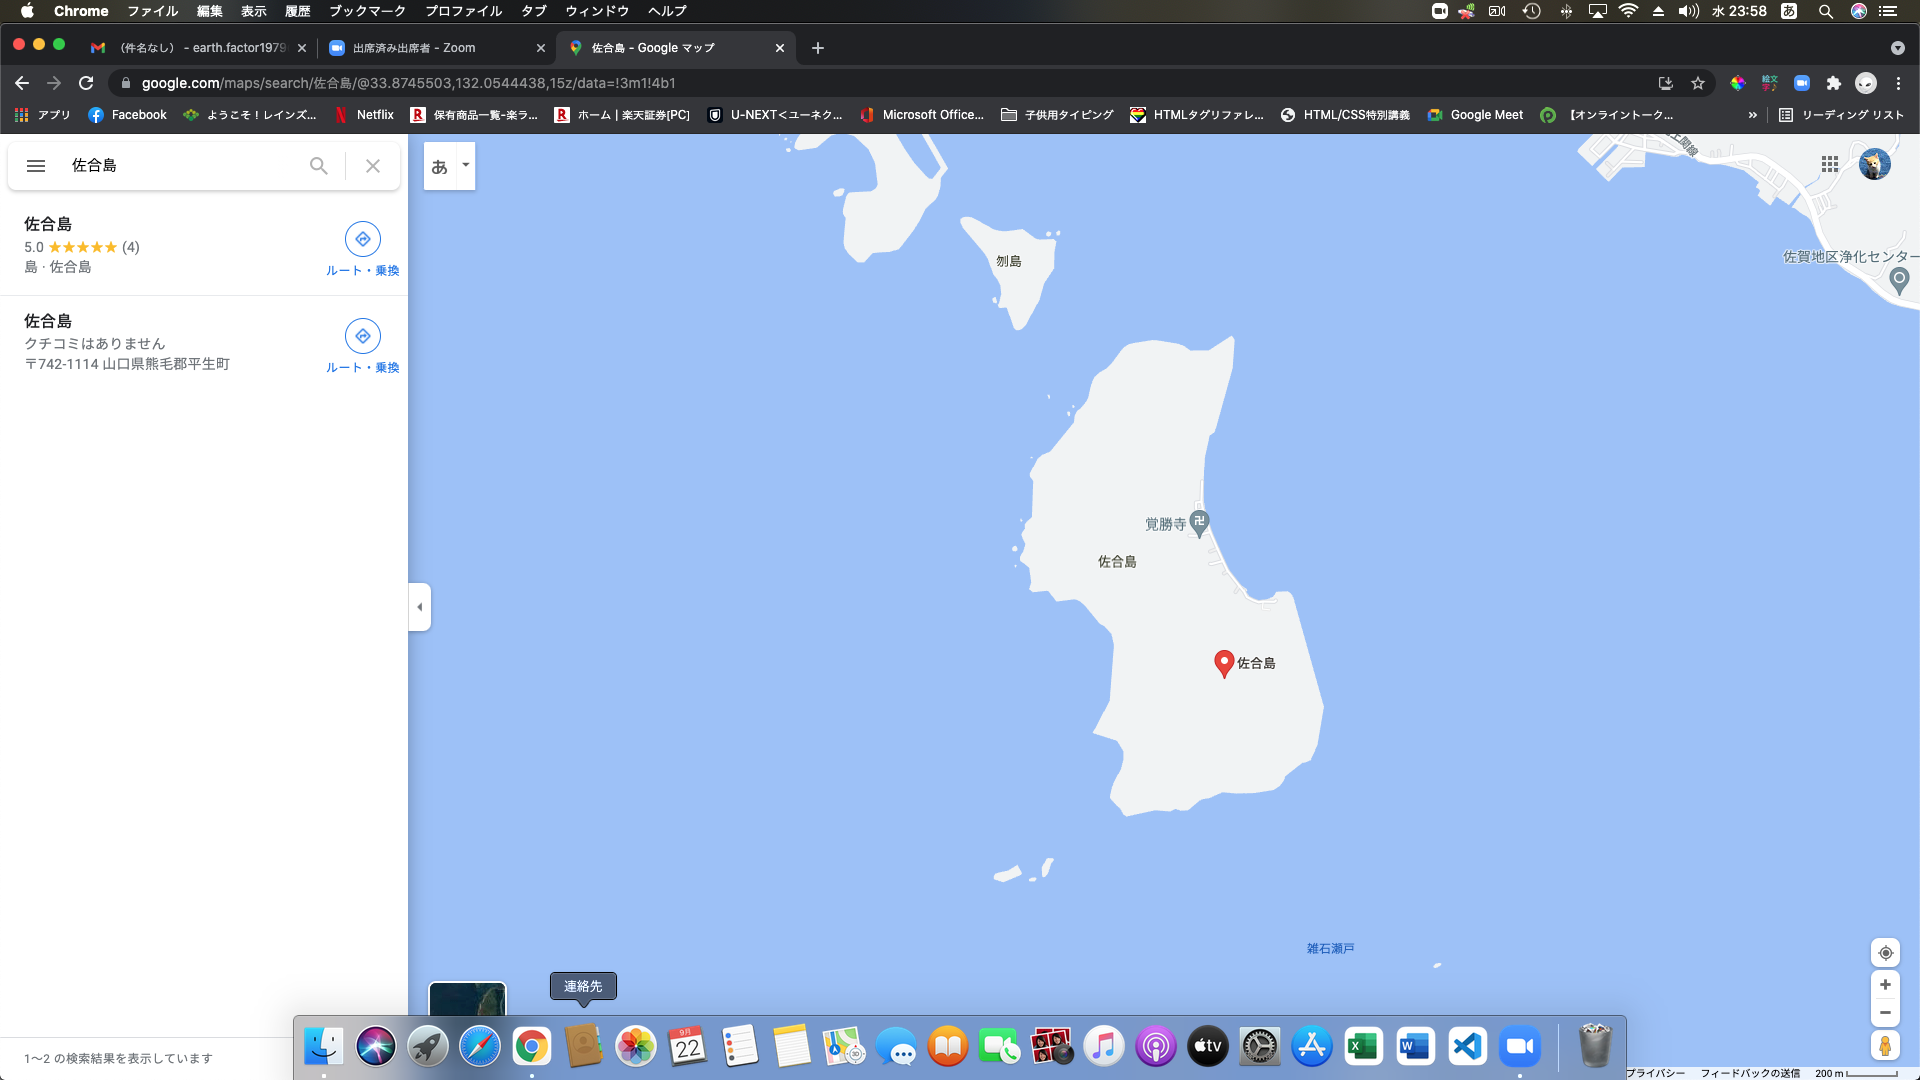 Chrome ファイル 編集 表示 履歴 ブックマーク プロファイル タブ ウィンドウ ヘルプ
水 23:58 あ
（件名なし） - earth.factor1979
出席済み出席者 - Zoom
佐合島 - Google マップ
google.com/maps/search/佐合島/@33.8745503,132.0544438,15z/data=!3m1!4b1
アプリ
Facebook
ようこそ！レインズ...
Netflix
保有商品一覧-楽ラ...
ホーム | 楽天証券[PC]
U-NEXT＜ユーネク...
Microsoft Office...
子供用タイピング
HTMLタグリファレ...
HTML/CSS特別講義
Google Meet
【オンライントーク...
»
リーディング リスト
佐合島
あ
佐合島
5.0 ★★★★★ (4)
島 · 佐合島
ルート・乗換
佐合島
クチコミはありません
〒742-1114 山口県熊毛郡平生町
ルート・乗換
上関線
佐賀地区浄化センター
刎島
覚勝寺
佐合島
佐合島
雑石瀬戸
連絡先
9月
22
tv
1～2 の検索結果を表示しています
プライバシー フィードバックの送信 200 m